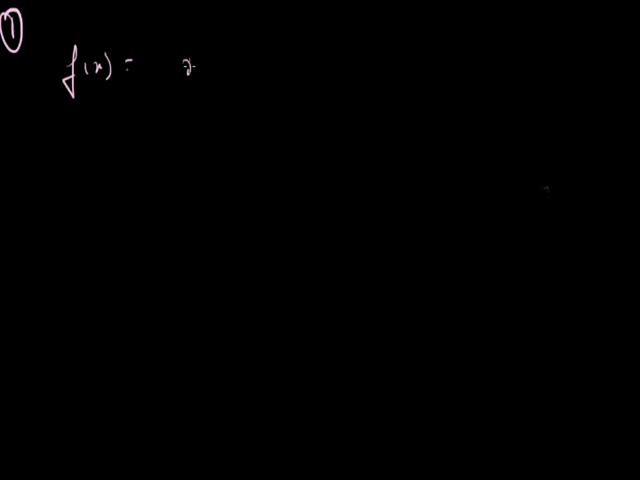 ①
f(x) = x